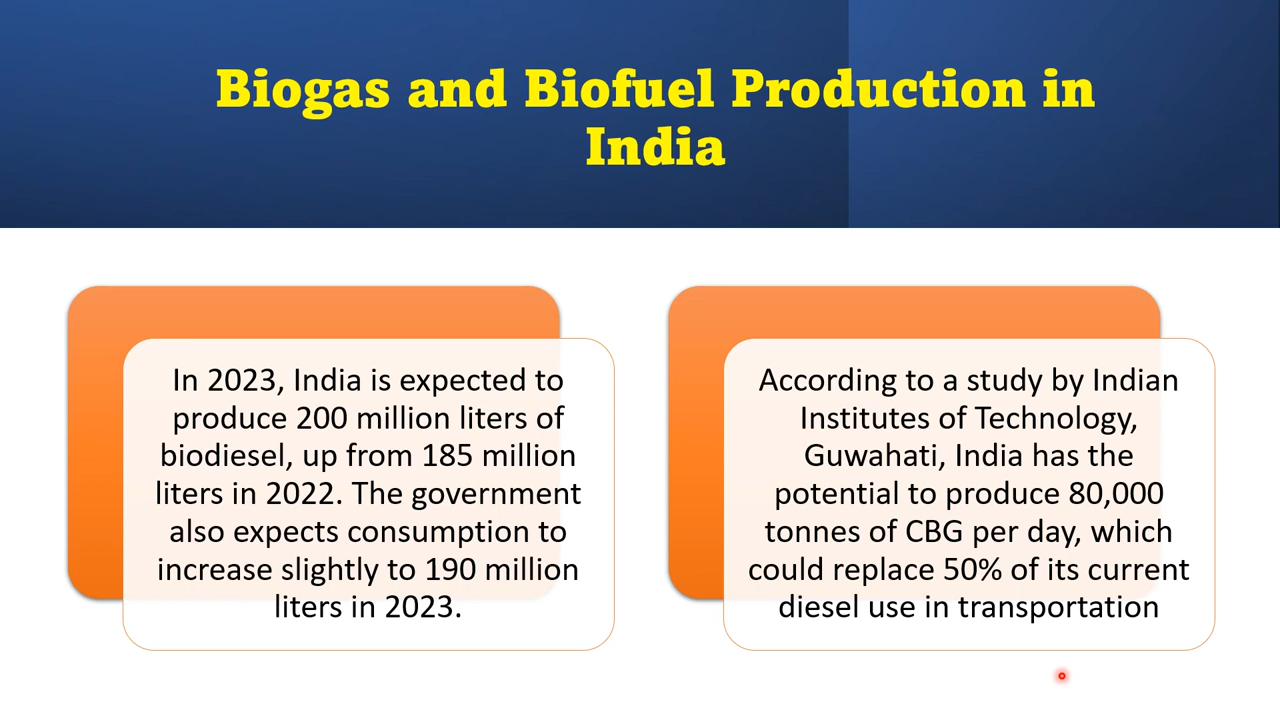 Biogas and Biofuel Production in
India
In 2023, India is expected to
produce 200 million liters of
biodiesel, up from 185 million
liters in 2022. The government
also expects consumption to
increase slightly to 190 million
liters in 2023.
According to a study by Indian
Institutes of Technology,
Guwahati, India has the
potential to produce 80,000
tonnes of CBG per day, which
could replace 50% of its current
diesel use in transportation